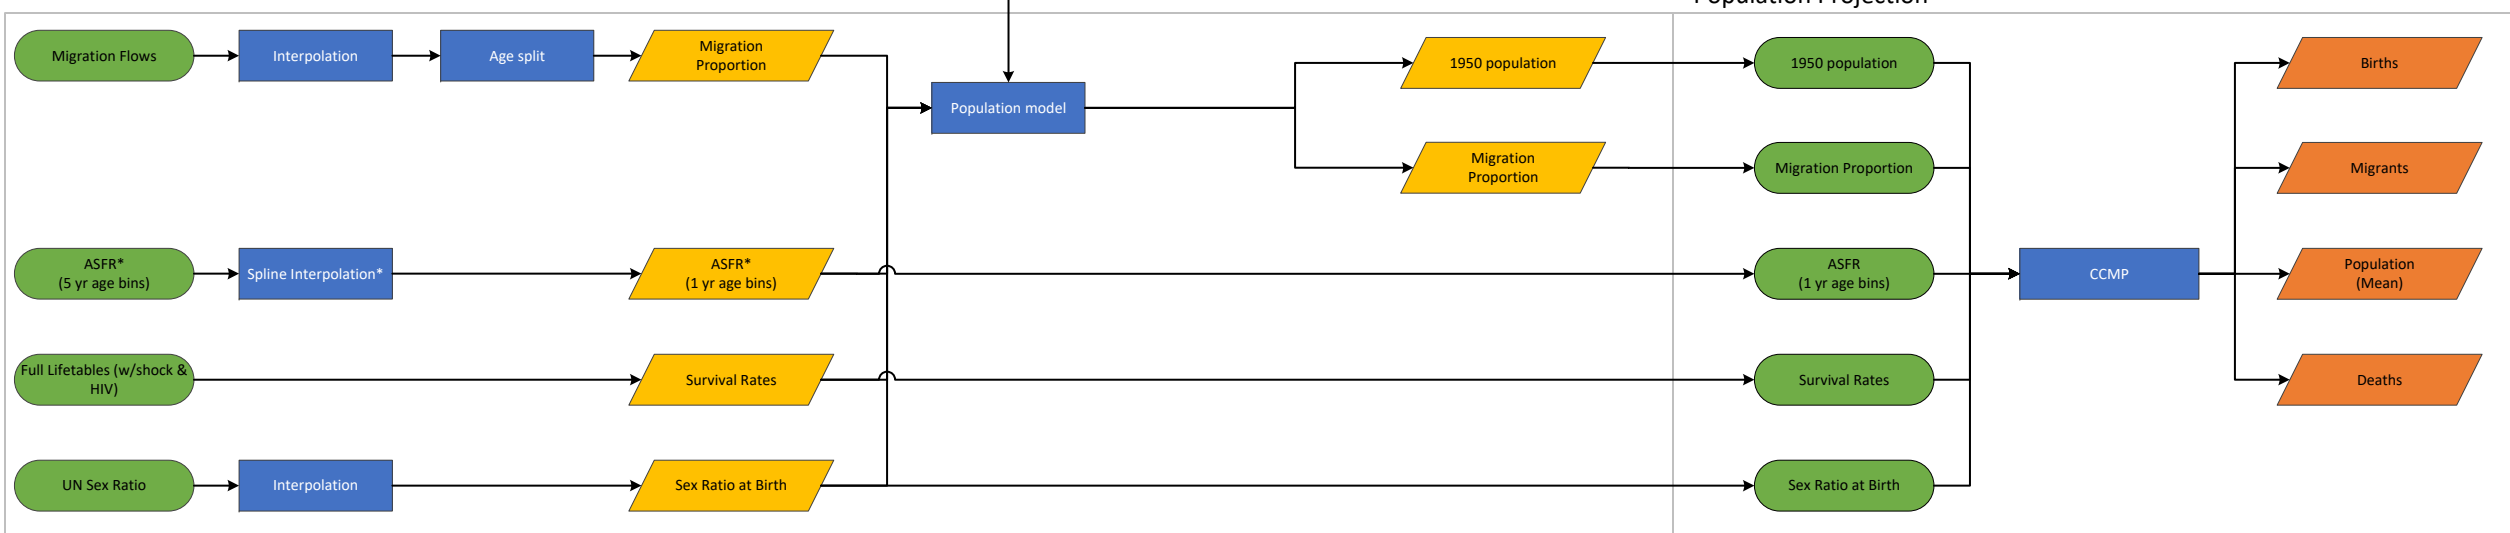 Population Projection
Migration Flows
Interpolation
Age split
Migration
Proportion
Population model
1950 population
1950 population
Births
Migration
Proportion
Migration Proportion
Migrants
ASFR*
(5 yr age bins)
Spline Interpolation*
ASFR*
(1 yr age bins)
ASFR
(1 yr age bins)
CCMP
Population
(Mean)
Full Lifetables (w/shock &
HIV)
Survival Rates
Survival Rates
Deaths
UN Sex Ratio
Interpolation
Sex Ratio at Birth
Sex Ratio at Birth